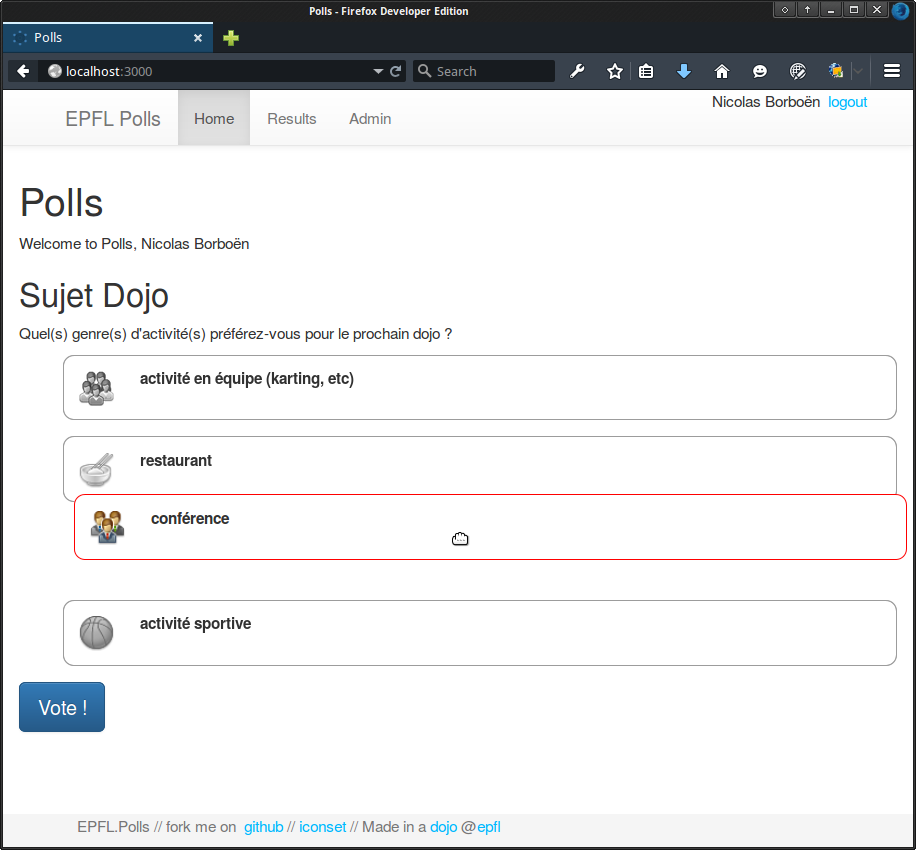 Polls - Firefox Developer Edition
Polls
localhost:3000
Search
EPFL Polls Home Results Admin Nicolas Borboën logout
Polls
Welcome to Polls, Nicolas Borboën
Sujet Dojo
Quel(s) genre(s) d'activité(s) préférez-vous pour le prochain dojo ?
activité en équipe (karting, etc)
restaurant
conférence
activité sportive
Vote !
EPFL.Polls // fork me on github // iconset // Made in a dojo @epfl